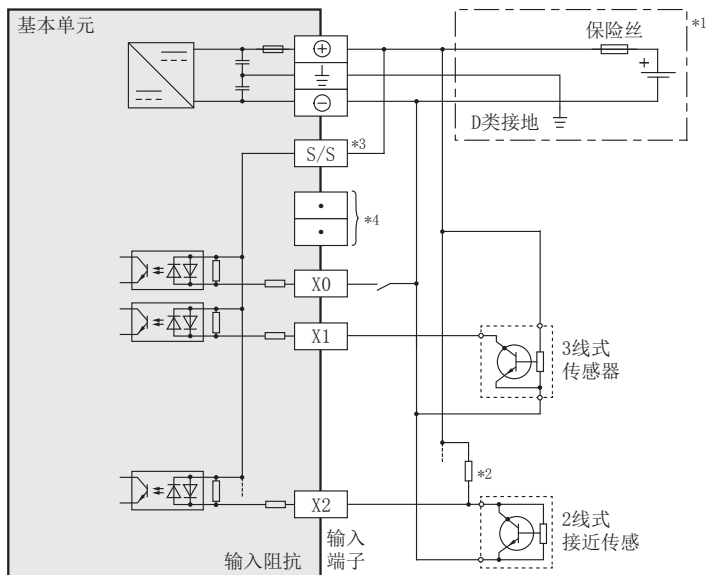 基本单元
保险丝
*1
+
D类接地
S/S
*3
*4
X0
X1
3线式
传感器
*2
X2
2线式
接近传感
输入阻抗
输入
端子